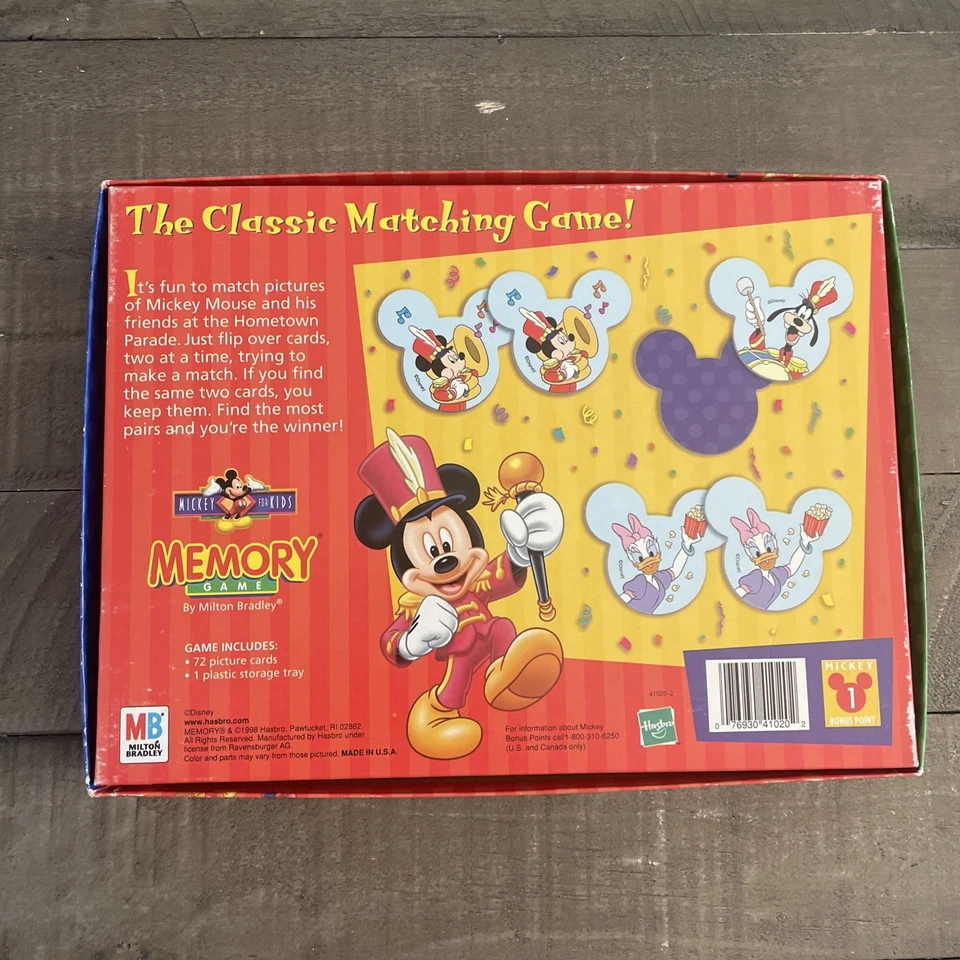 The Classic Matching Game!
It's fun to match pictures
of Mickey Mouse and his
friends at the Hometown
Parade. Just flip over cards,
two at a time, trying to
make a match. If you find
the same two cards, you
keep them. Find the most
pairs and you're the winner!
©Disney
©Disney
©Disney
©Disney
©Disney
MICKEY FOR KIDS
MEMORY®
GAME
By Milton Bradley®
GAME INCLUDES:
• 72 picture cards
• 1 plastic storage tray
MB®
MILTON
BRADLEY
©Disney
www.hasbro.com
MEMORY® & ©1998 Hasbro, Pawtucket, RI 02862.
All Rights Reserved. Manufactured by Hasbro under
license from Ravensburger AG.
Color and parts may vary from those pictured. MADE IN U.S.A.
For information about Mickey
Bonus Points call1-800-310-6250
(U.S. and Canada only)
41020-2
Hasbro
0 76930 41020 2
MICKEY
1
BONUS POINT